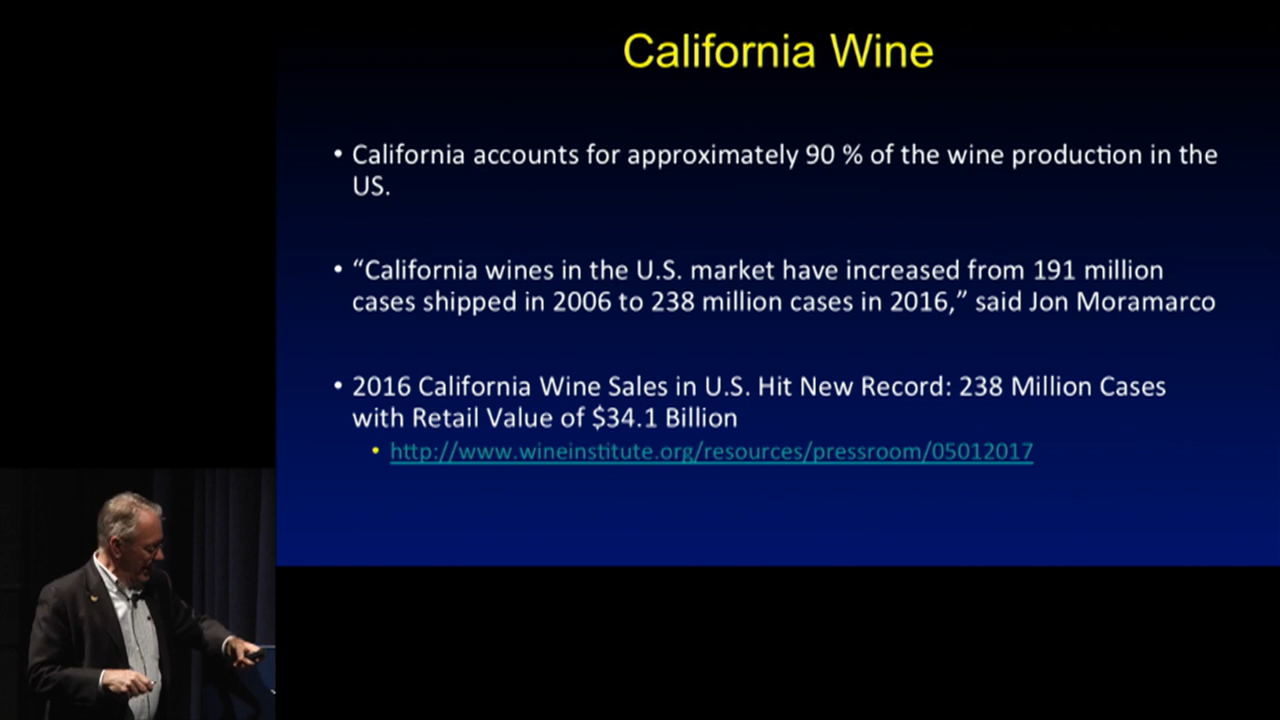 California Wine
• California accounts for approximately 90 % of the wine production in the
US.
• “California wines in the U.S. market have increased from 191 million
cases shipped in 2006 to 238 million cases in 2016,” said Jon Moramarco
• 2016 California Wine Sales in U.S. Hit New Record: 238 Million Cases
with Retail Value of $34.1 Billion
• http://www.wineinstitute.org/resources/pressroom/05012017